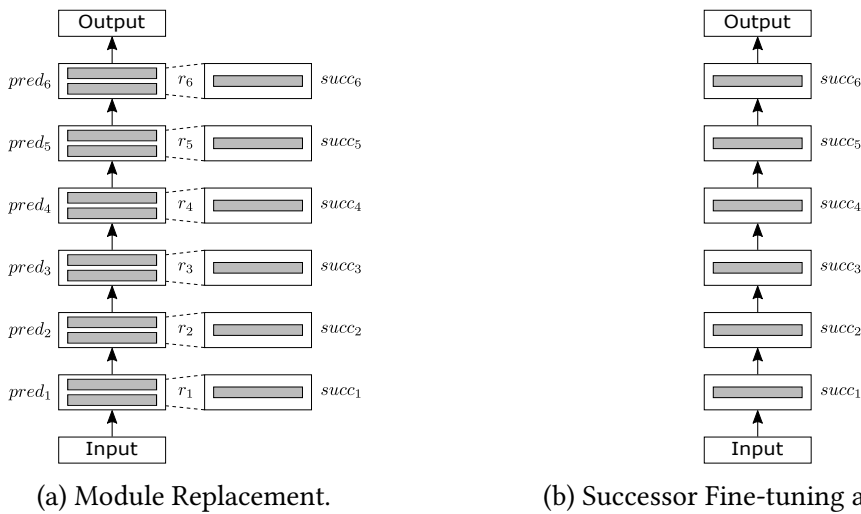 Output
pred₆ r₆ succ₆
pred₅ r₅ succ₅
pred₄ r₄ succ₄
pred₃ r₃ succ₃
pred₂ r₂ succ₂
pred₁ r₁ succ₁
Input
(a) Module Replacement.
Output
succ₆
succ₅
succ₄
succ₃
succ₂
succ₁
Input
(b) Successor Fine-tuning a